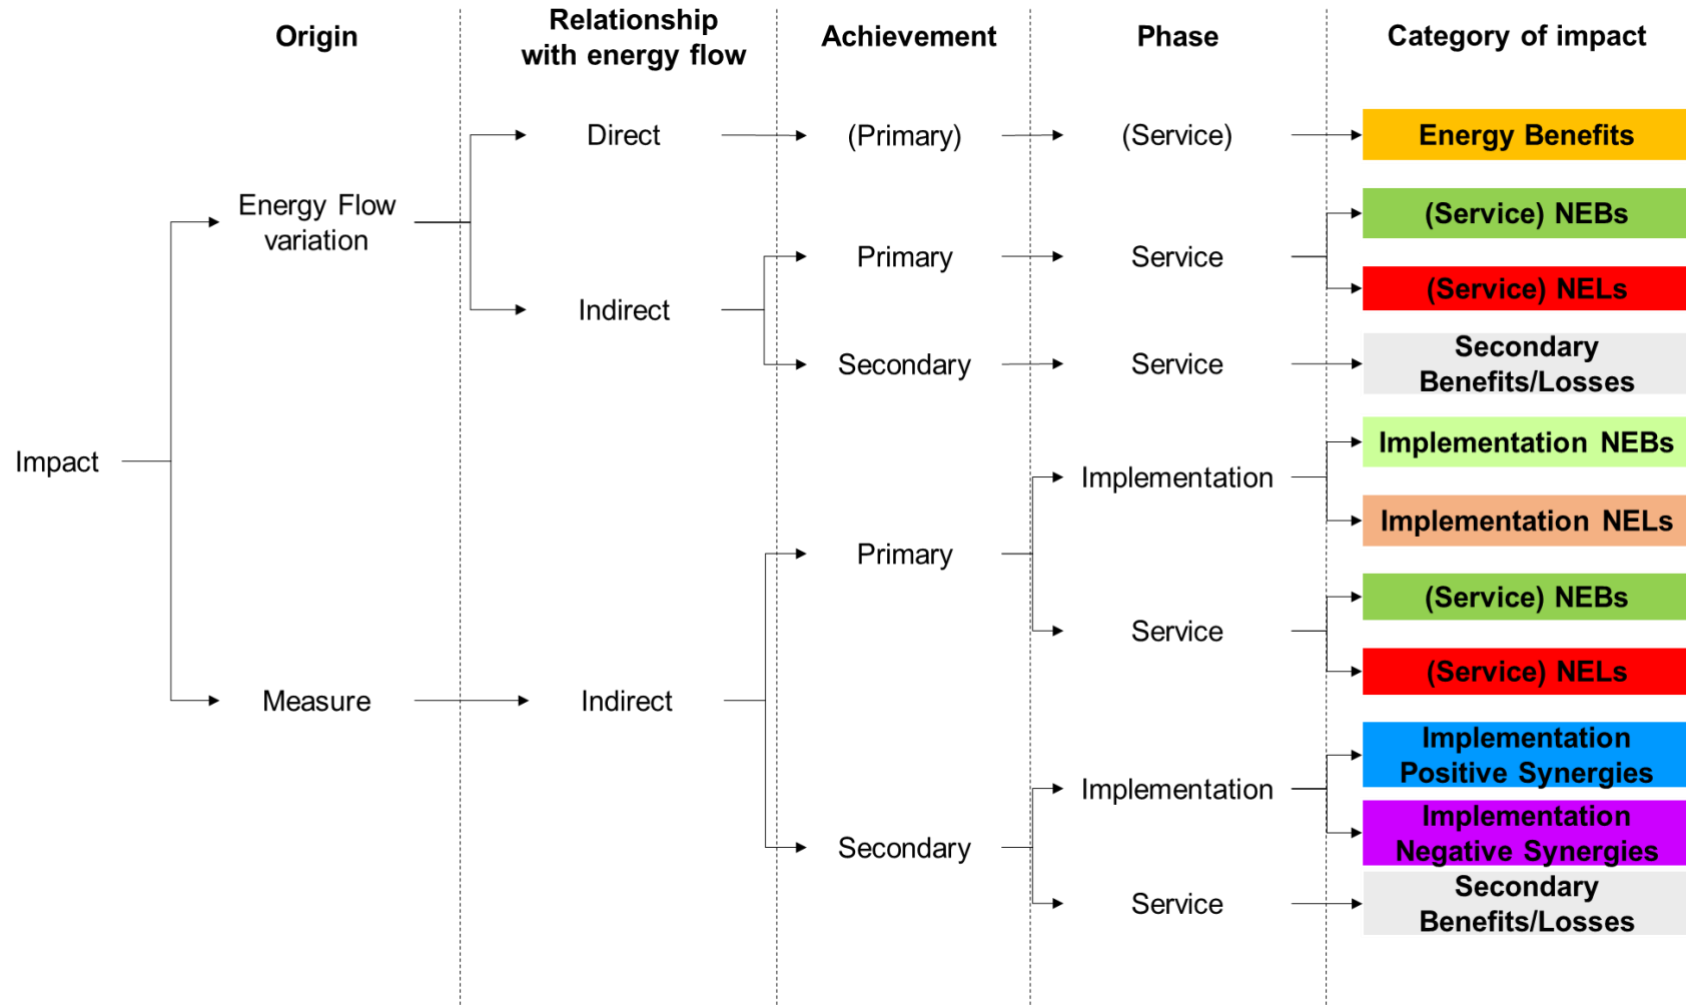 Origin
Relationship
with energy flow
Achievement
Phase
Category of impact
Direct
(Primary)
(Service)
Energy Benefits
Energy Flow
variation
(Service) NEBs
Primary
Service
(Service) NELs
Indirect
Secondary
Service
Secondary
Benefits/Losses
Impact
Implementation NEBs
Implementation
Implementation NELs
Primary
(Service) NEBs
Service
(Service) NELs
Measure
Indirect
Implementation
Positive Synergies
Implementation
Implementation
Negative Synergies
Secondary
Service
Secondary
Benefits/Losses